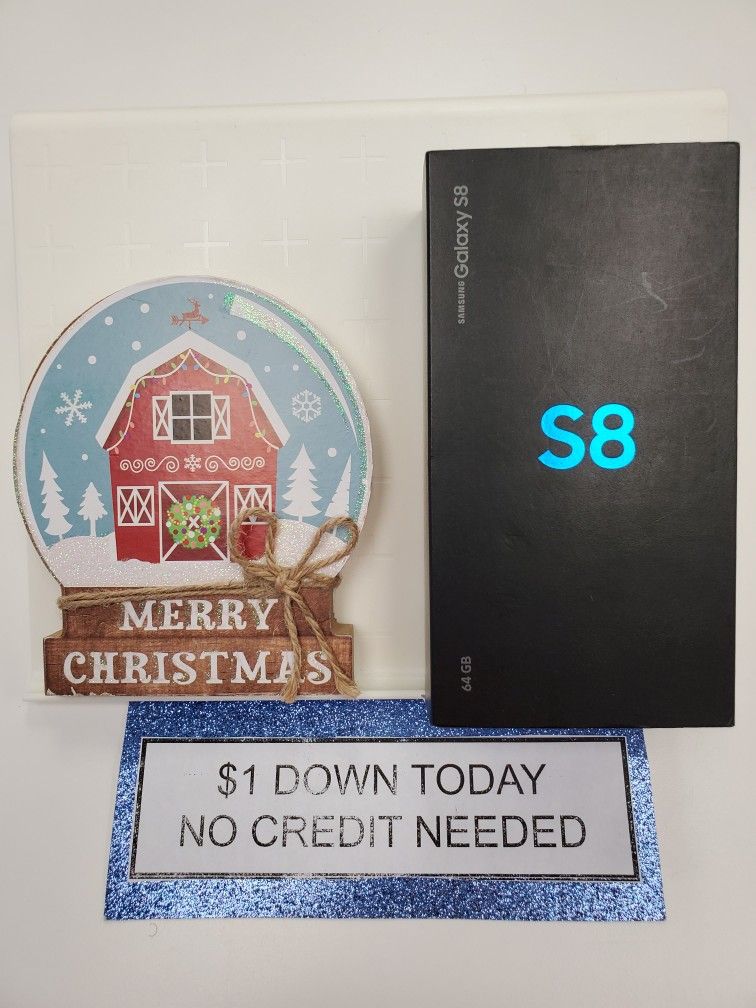 SAMSUNG Galaxy S8
S8
64 GB
MERRY
CHRISTMAS
$1 DOWN TODAY
NO CREDIT NEEDED